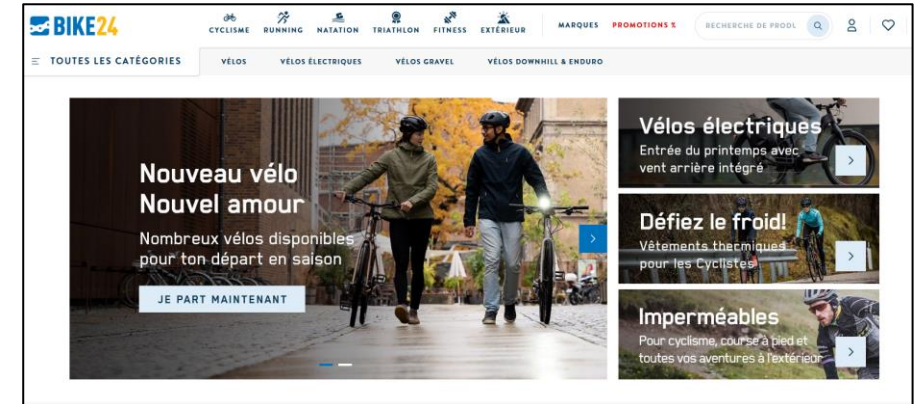 BIKE24
CYCLISME RUNNING NATATION TRIATHLON FITNESS EXTÉRIEUR MARQUES PROMOTIONS % RECHERCHE DE PRODL
TOUTES LES CATÉGORIES VÉLOS VÉLOS ÉLECTRIQUES VÉLOS GRAVEL VÉLOS DOWNHILL & ENDURO
Nouveau vélo
Nouvel amour
Nombreux vélos disponibles
pour ton départ en saison
JE PART MAINTENANT
Vélos électriques
Entrée du printemps avec
vent arrière intégré
Défiez le froid!
Vêtements thermiques
pour les Cyclistes
Imperméables
Pour cyclisme, course à pied et
toutes vos aventures à l'extérieur